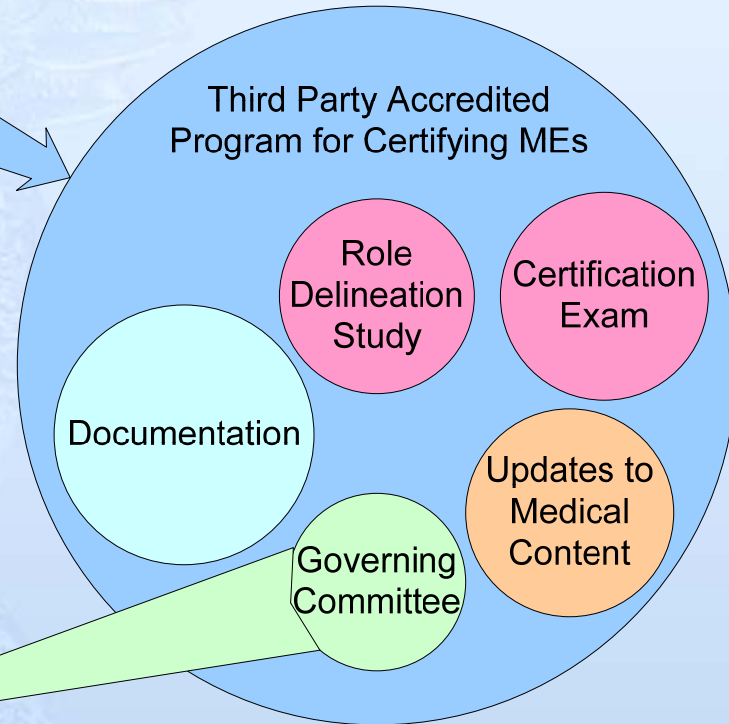 Third Party Accredited
Program for Certifying MEs
Role
Delineation
Study
Certification
Exam
Documentation
Updates to
Medical
Content
Governing
Committee